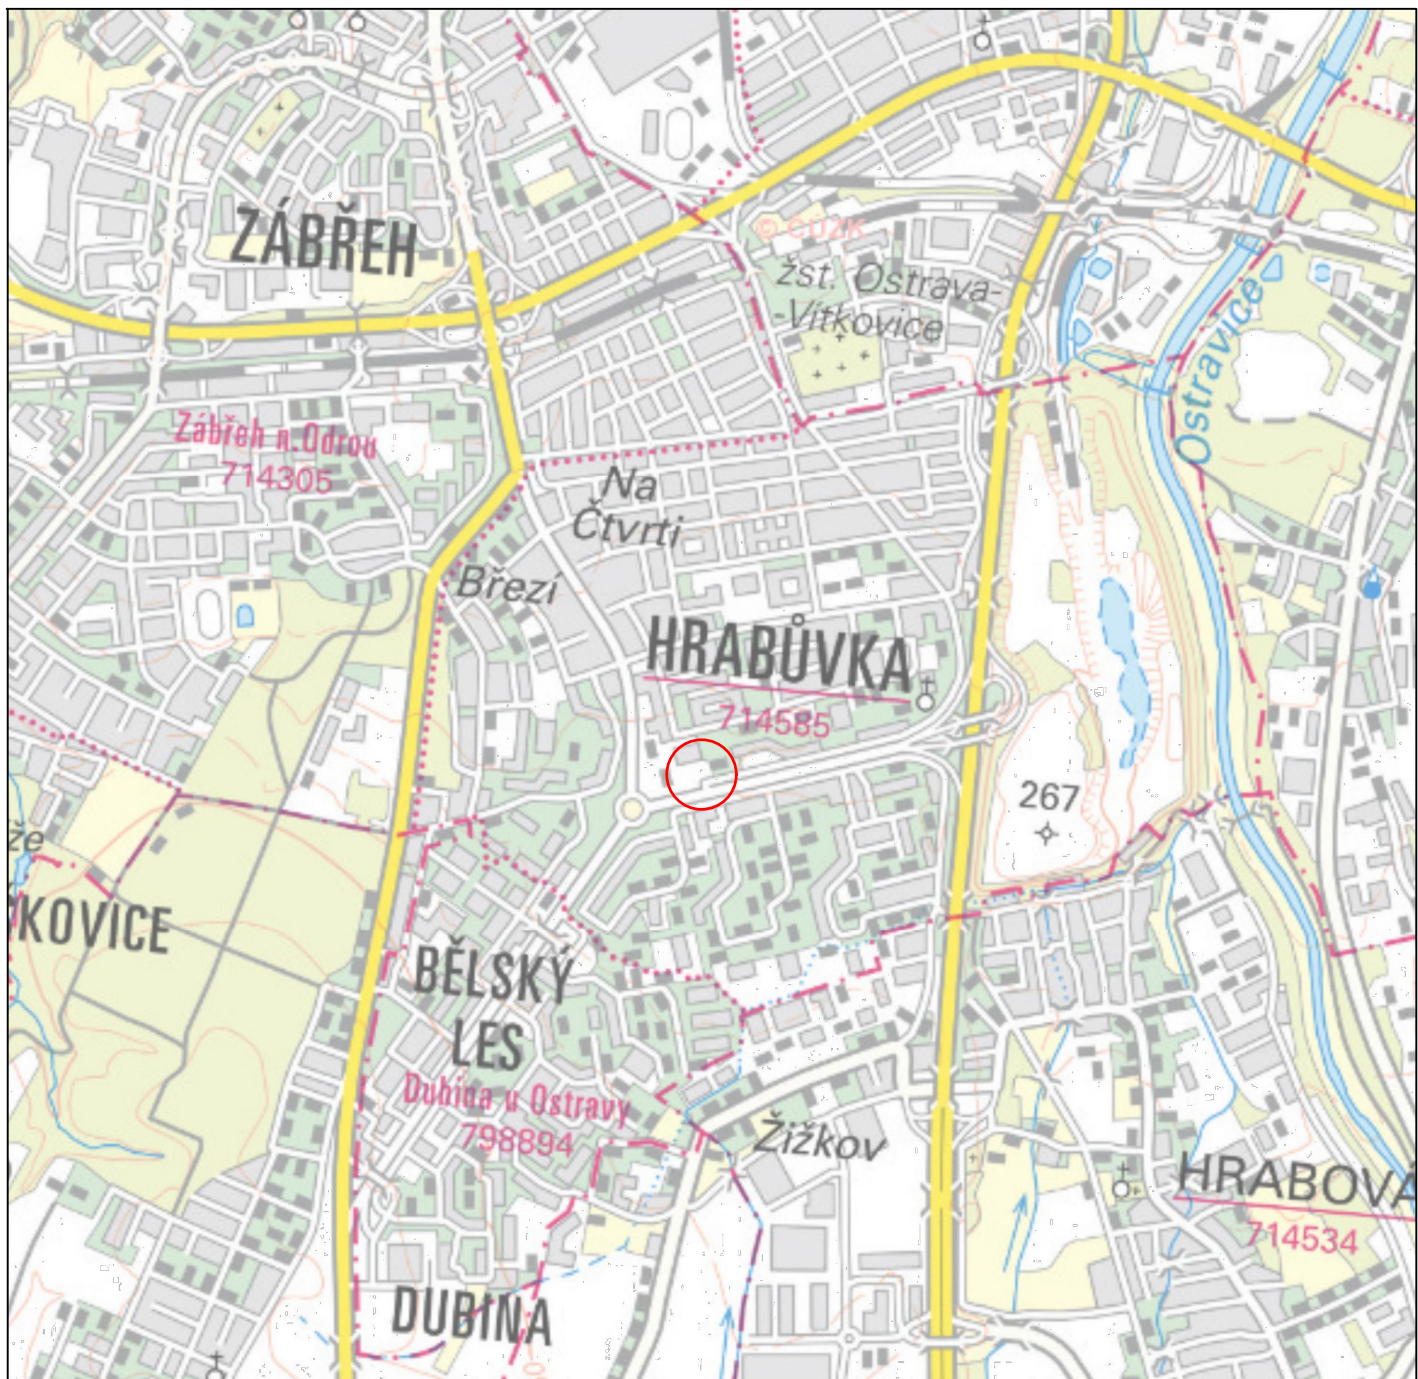 ZÁBŘEH
© ČÚZK
žst. Ostrava-
-Vítkovice
Ostravice
Zábřeh n.Odrou
714305
Na
Čtvrti
Březí
HRABŮVKA
714585
267
že
KOVICE
BĚLSKÝ
LES
Dubina u Ostravy
798894
Žižkov
HRABOVÁ
714534
DUBINA